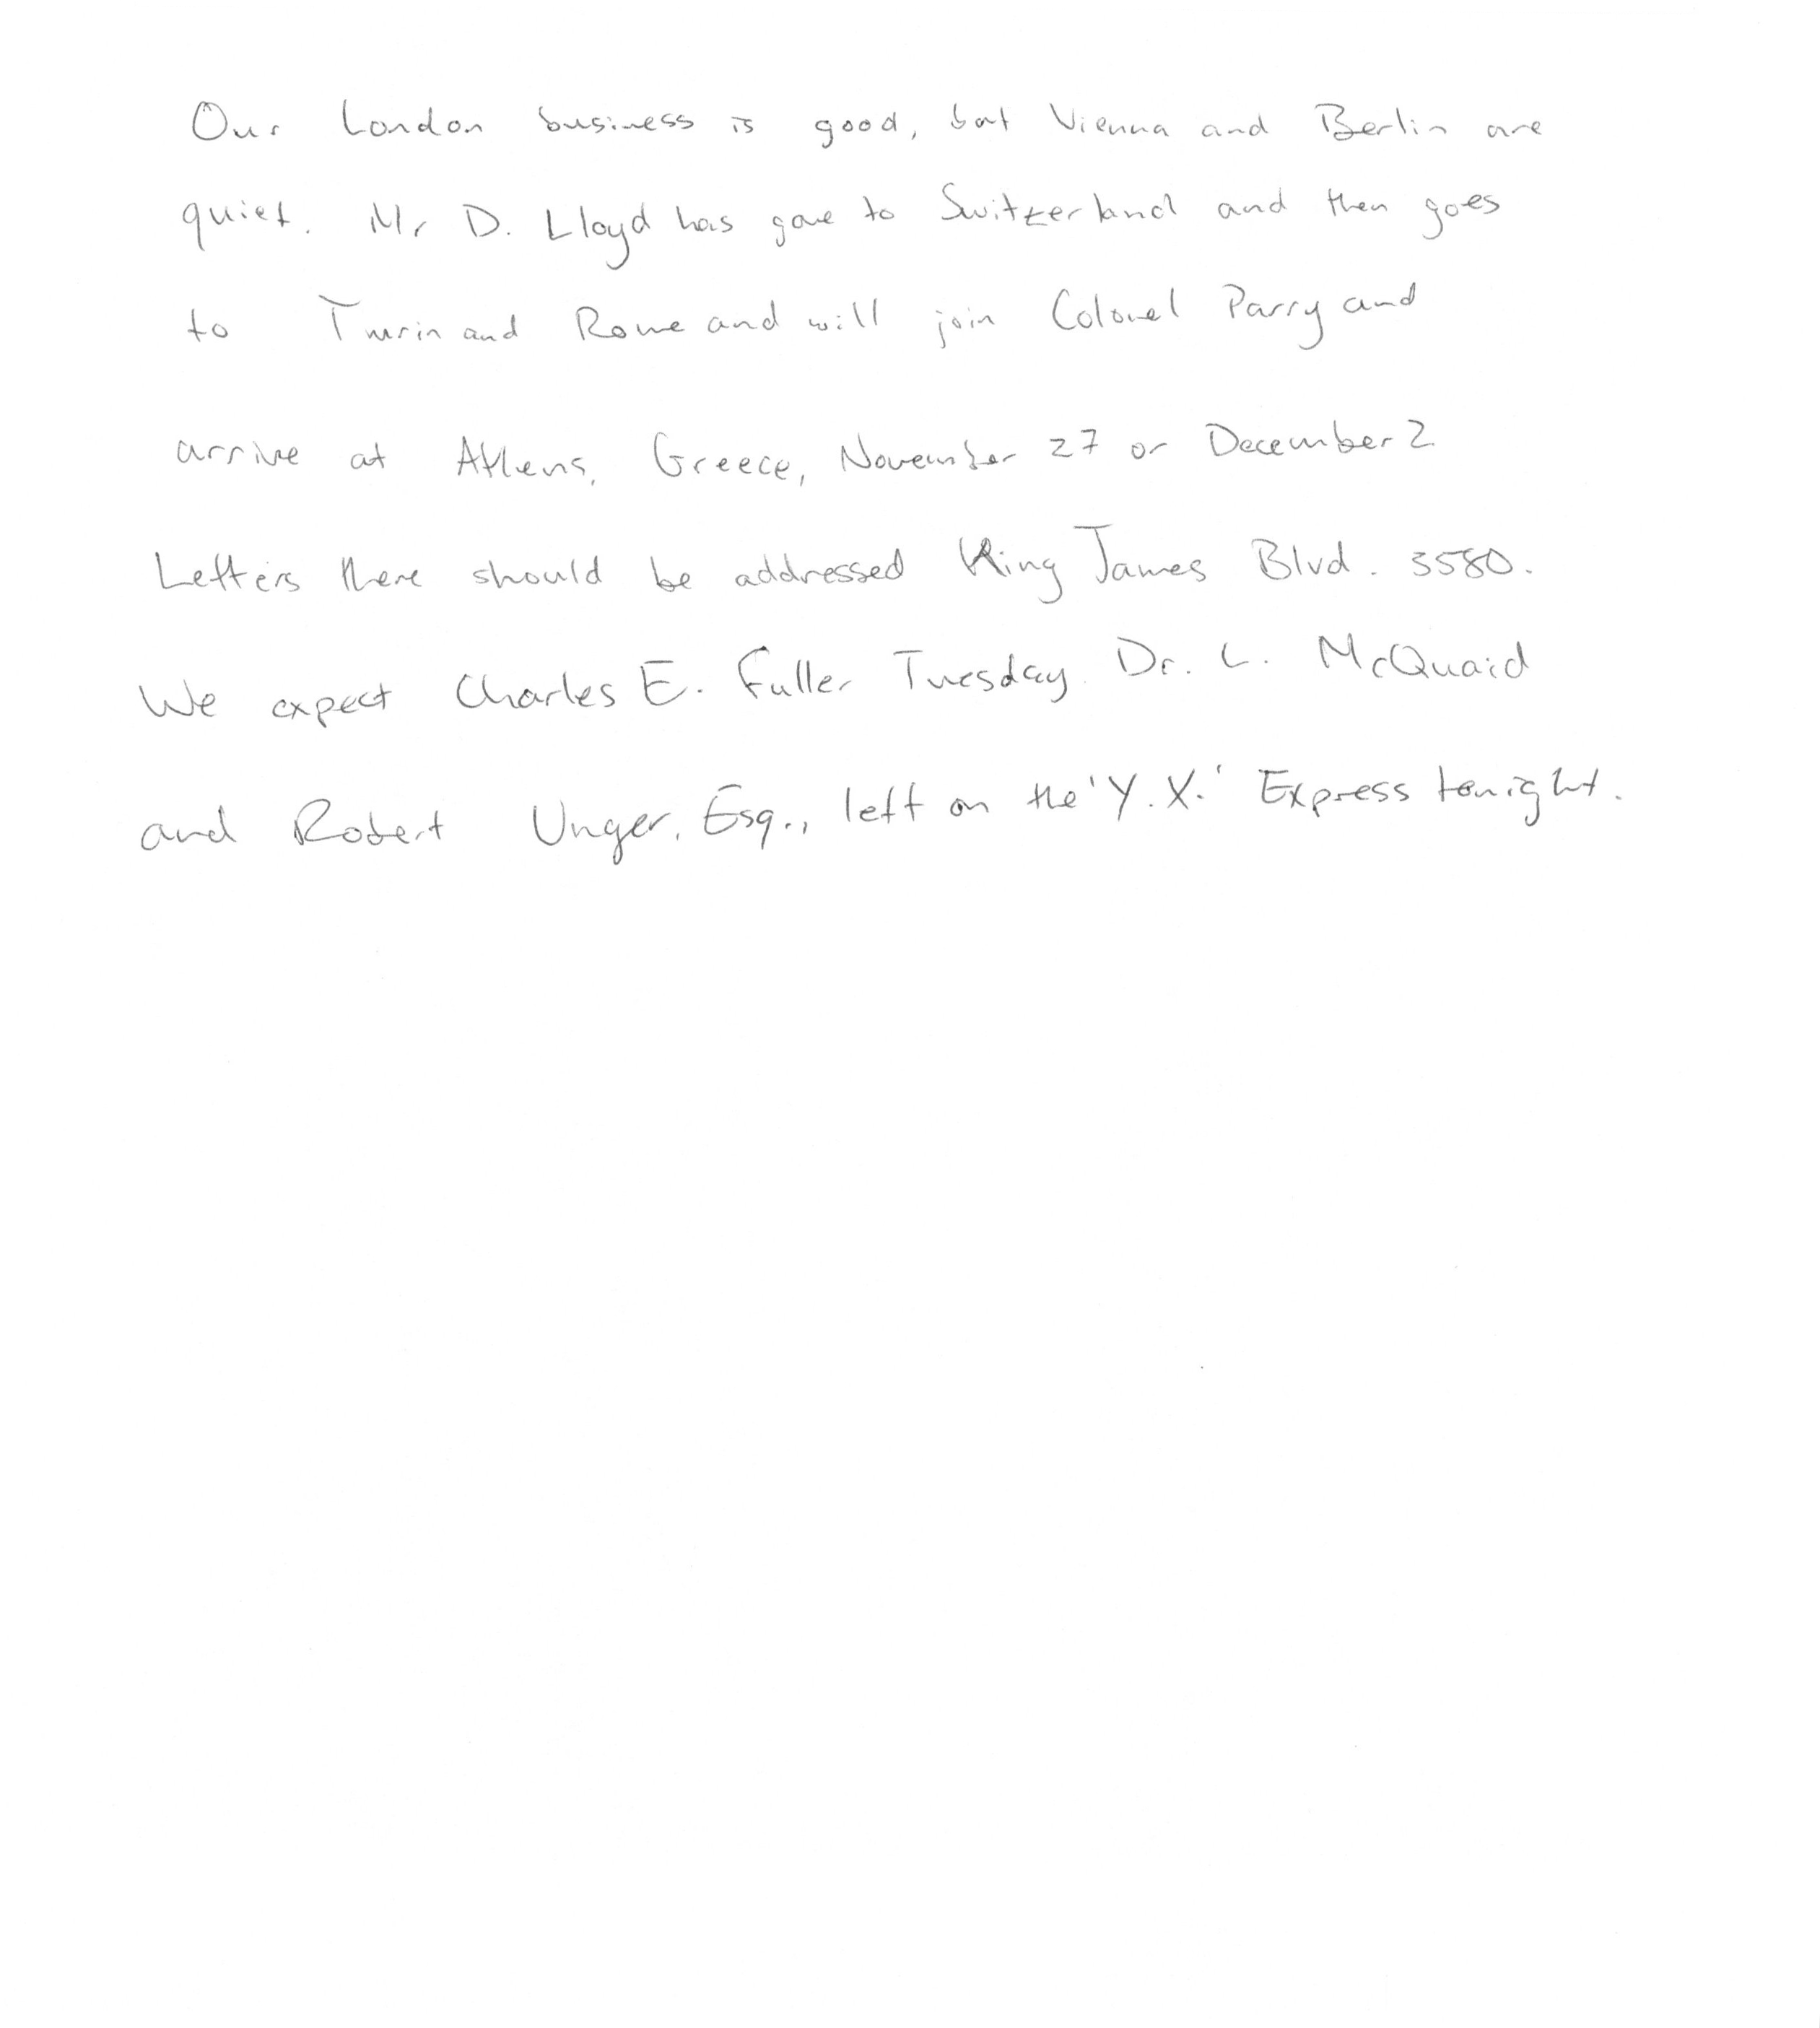 Our London business is good, but Vienna and Berlin are
quiet. Mr D. Lloyd has gone to Switzerland and then goes
to Turin and Rome and will join Colonel Parry and
arrive at Athens, Greece, November 27 or December 2.
Letters there should be addressed King James Blvd. 3580.
We expect Charles E. Fuller Tuesday. Dr. L. McQuaid
and Robert Unger, Esq., left on the 'Y.X.' Express tonight.